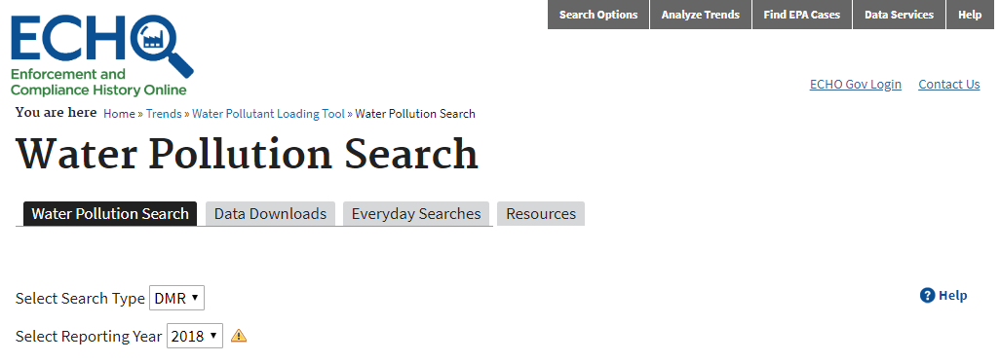 Search Options Analyze Trends Find EPA Cases Data Services Help
ECHO
Enforcement and
Compliance History Online
ECHO Gov Login Contact Us
You are here Home » Trends » Water Pollutant Loading Tool » Water Pollution Search
Water Pollution Search
Water Pollution Search Data Downloads Everyday Searches Resources
Select Search Type DMR
? Help
Select Reporting Year 2018